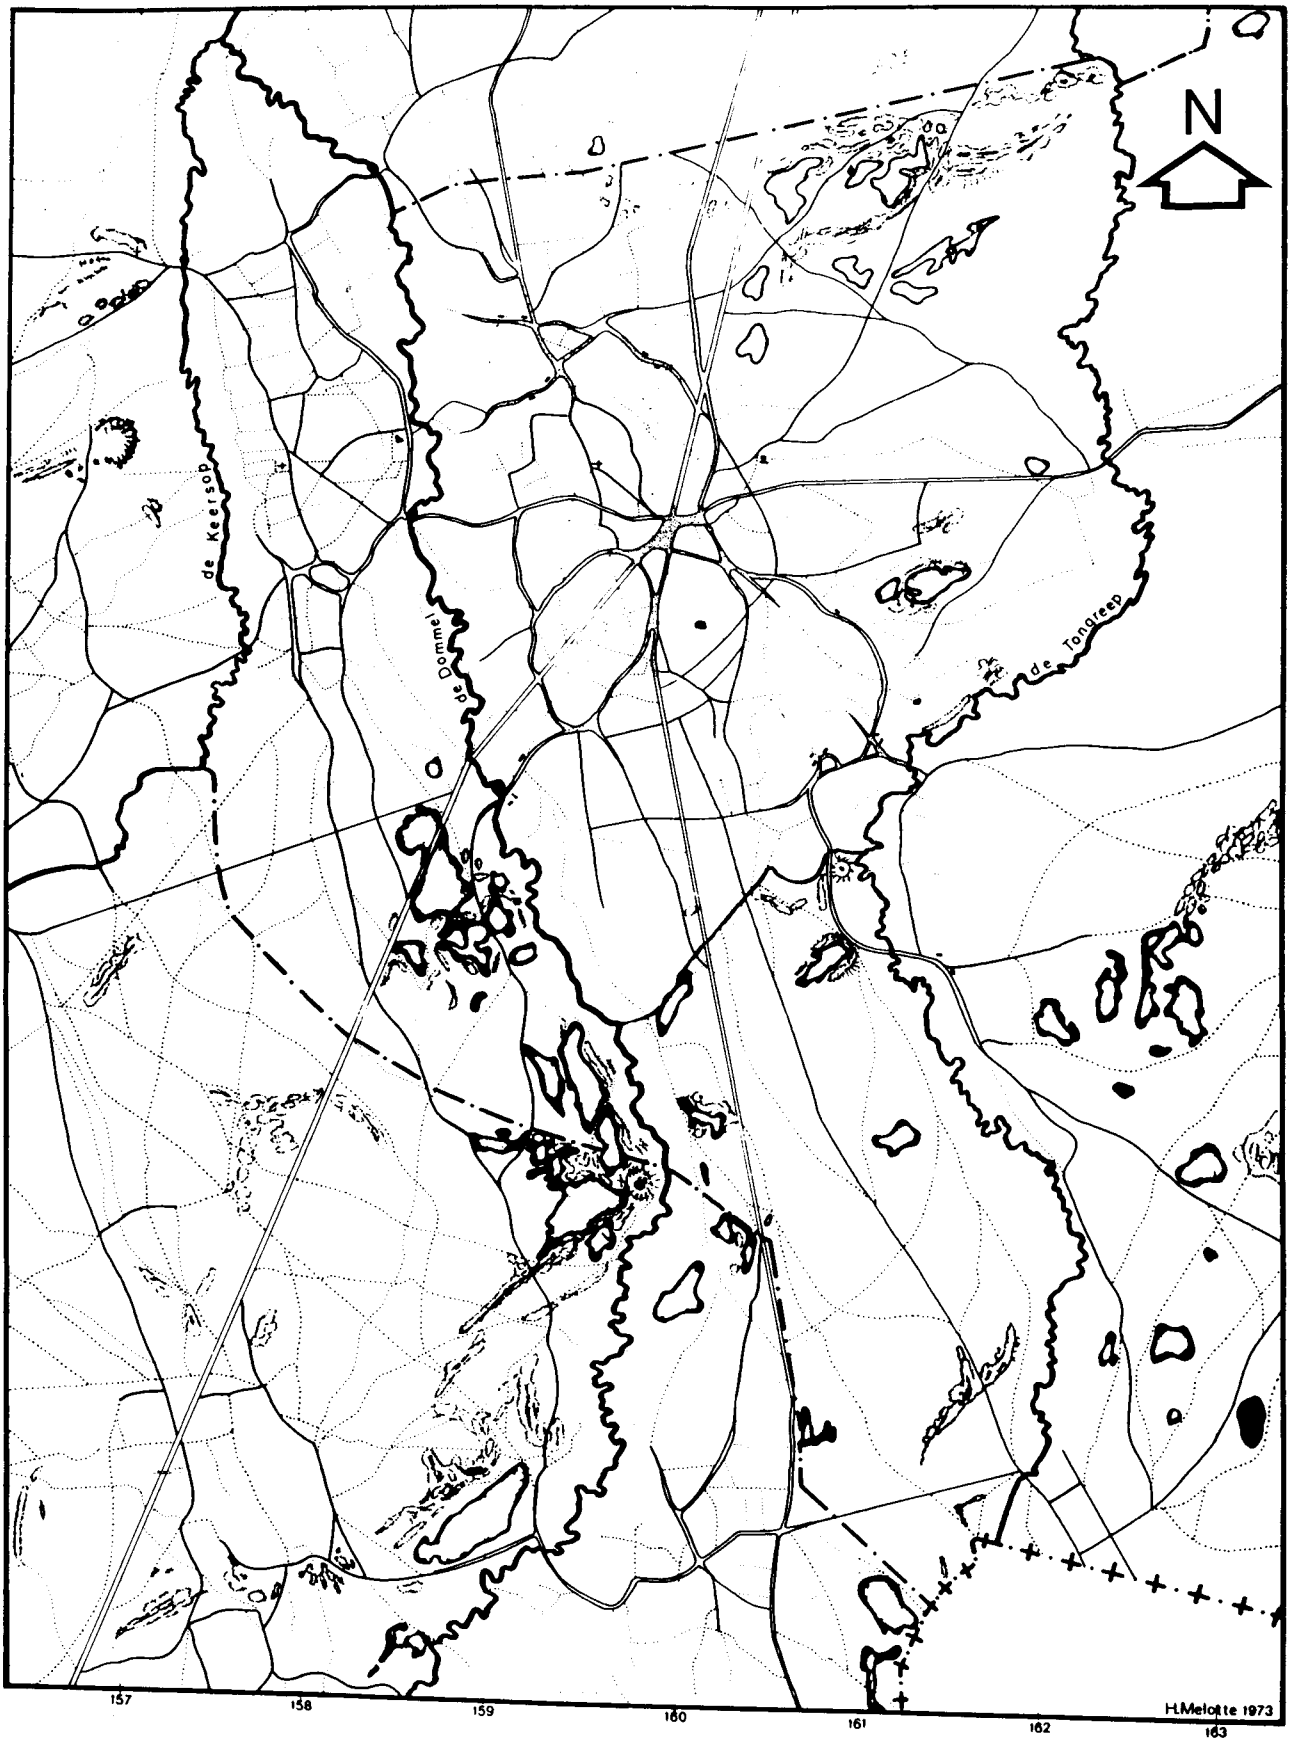 N
de Keersop
de Dommel
de Tongreep
H.Melotte 1973
157
158
159
160
161
162
163